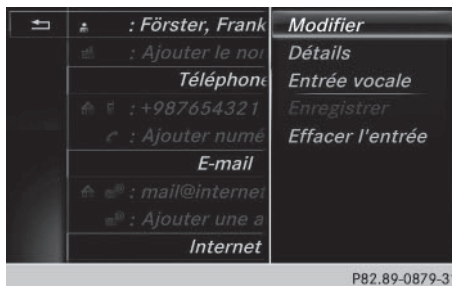 : Förster, Frank
: Ajouter le no
Téléphone
: +987654321
: Ajouter numé
E-mail
: mail@internet
: Ajouter une a
Internet
Modifier
Détails
Entrée vocale
Enregistrer
Effacer l'entrée
P82.89-0879-31